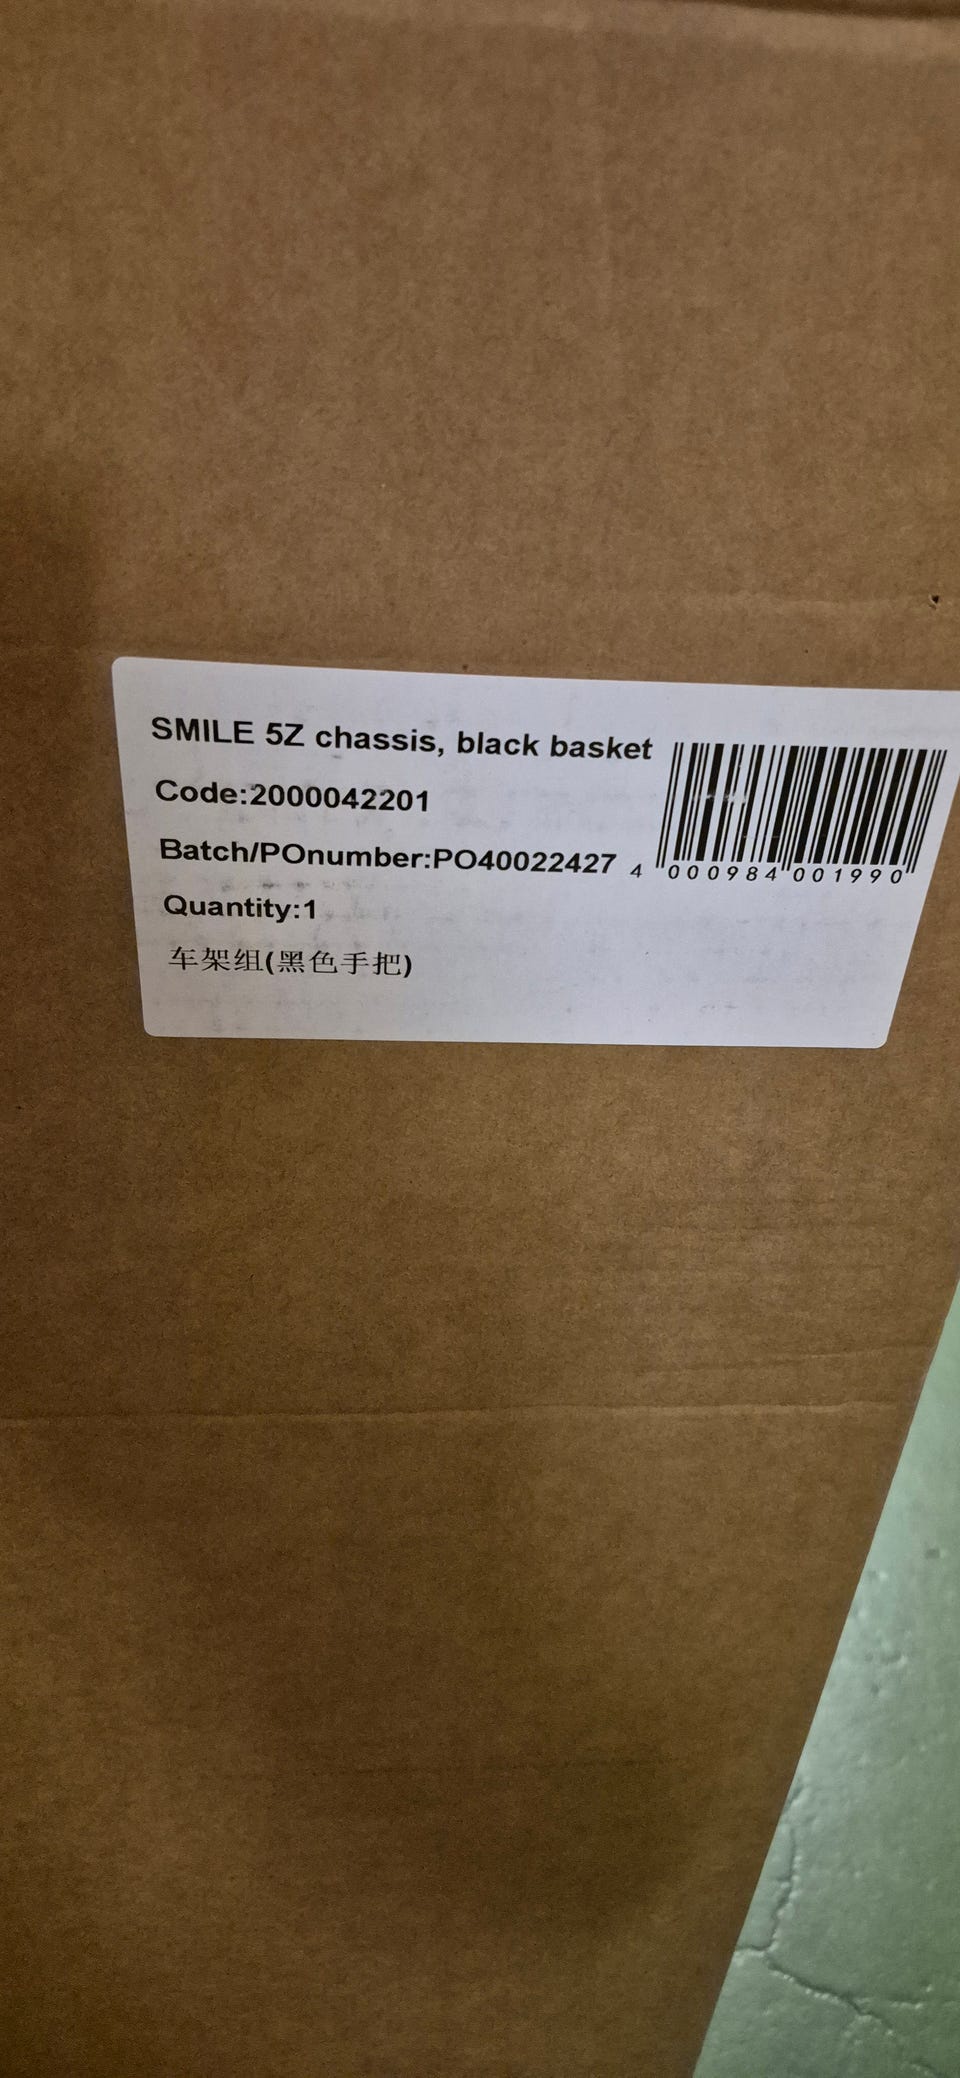 SMILE 5Z chassis, black basket
Code:2000042201
Batch/POnumber:PO40022427
Quantity:1
车架组(黑色手把)
4 000984 001990